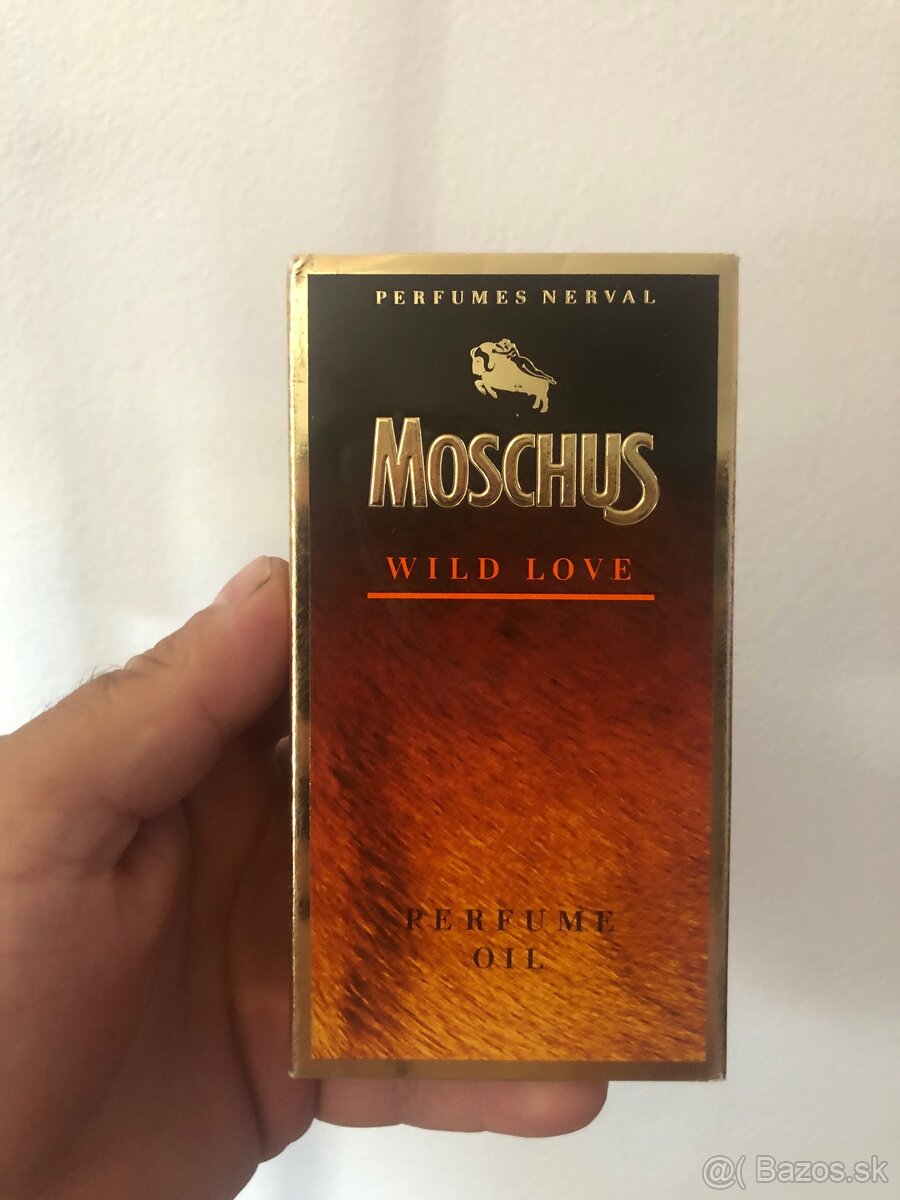 PERFUMES NERVAL
MOSCHUS
WILD LOVE
PERFUME
OIL
@( Bazos.sk